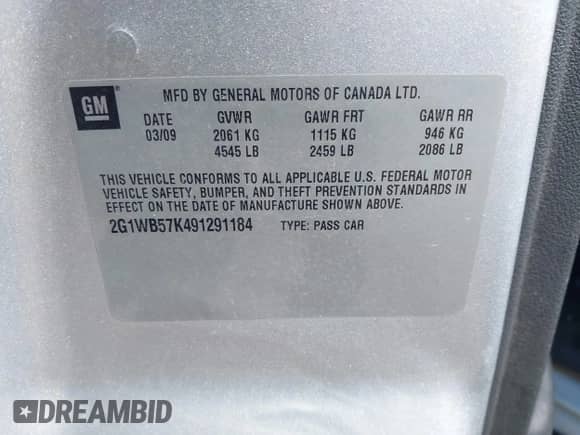 GM
MFD BY GENERAL MOTORS OF CANADA LTD.
DATE GVWR GAWR FRT GAWR RR
03/09 2061 KG 1115 KG 946 KG
4545 LB 2459 LB 2086 LB
THIS VEHICLE CONFORMS TO ALL APPLICABLE U.S. FEDERAL MOTOR
VEHICLE SAFETY, BUMPER, AND THEFT PREVENTION STANDARDS IN
EFFECT ON THE DATE OF MANUFACTURE SHOWN ABOVE.
2G1WB57K491291184 TYPE: PASS CAR
DREAMBID